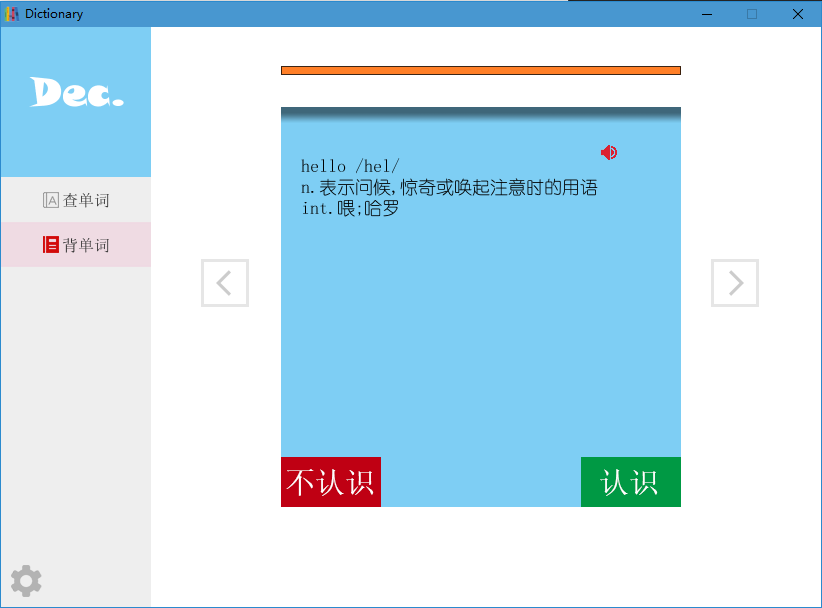 Dictionary
Dec.
查单词
背单词
hello /hel/
n.表示问候,惊奇或唤起注意时的用语
int.喂;哈罗
不认识
认识